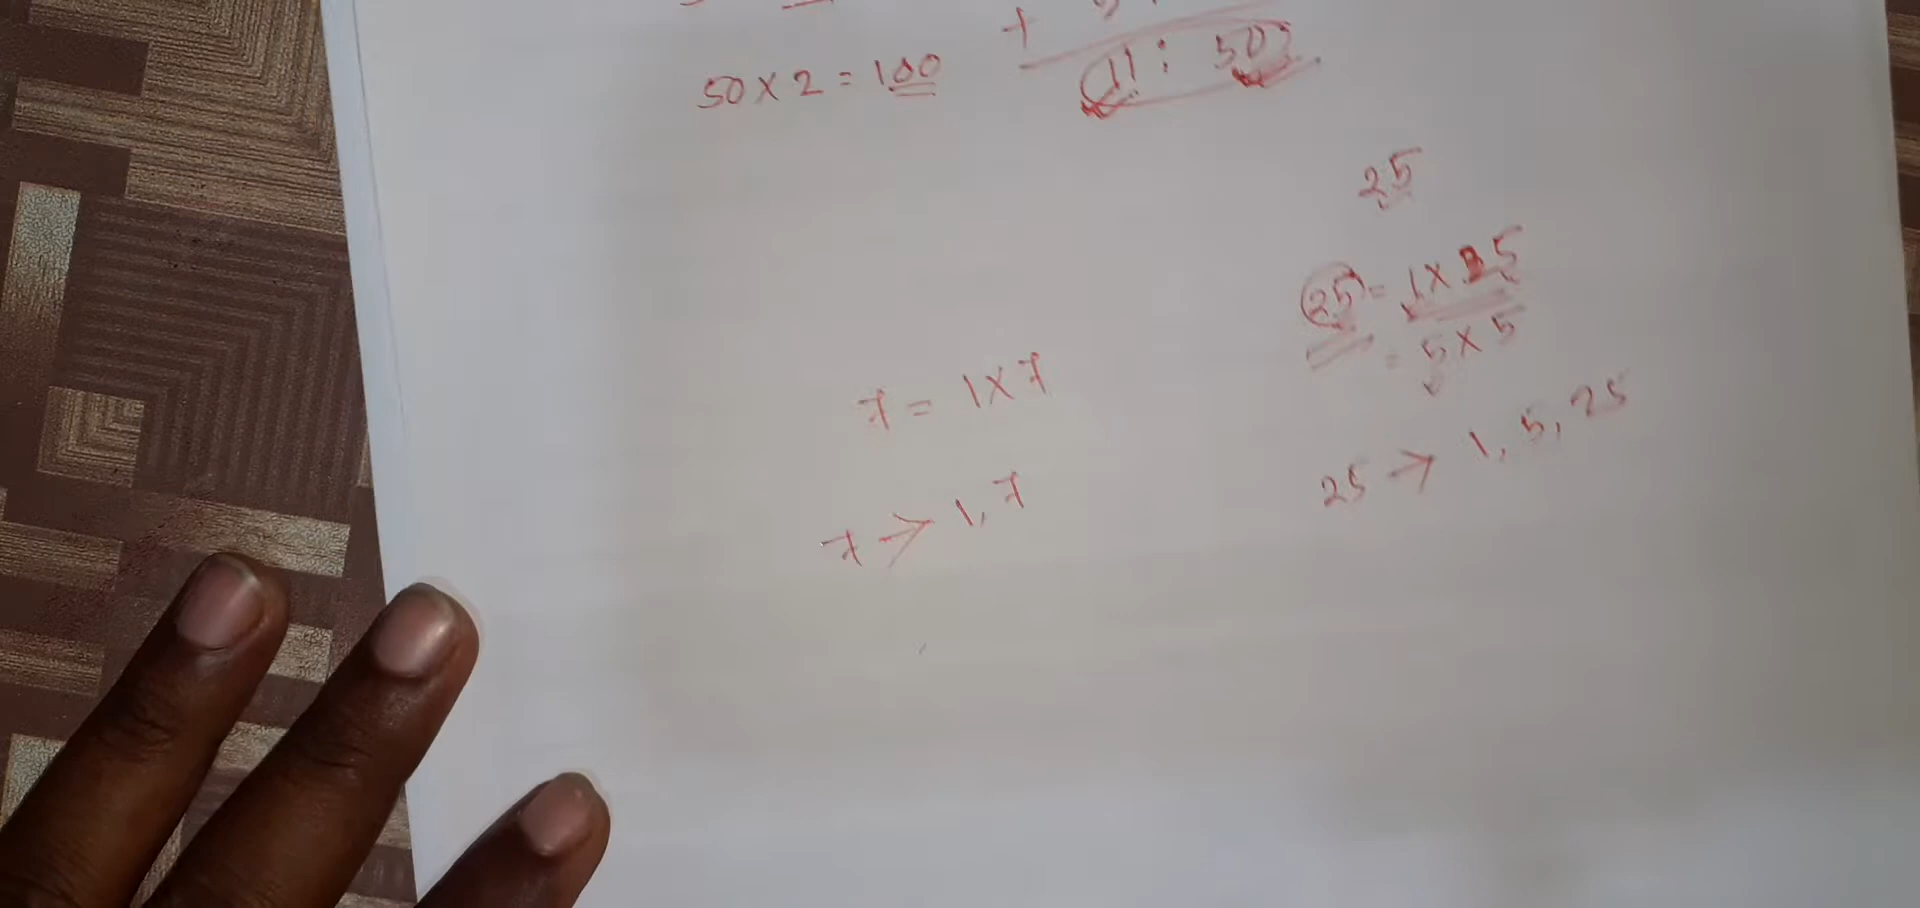 50 x 2 = 100
+
11 : 50
25
25 = 1 x 25
= 5 x 5
7 = 1 x 7
25 → 1, 5, 25
7 → 1, 7